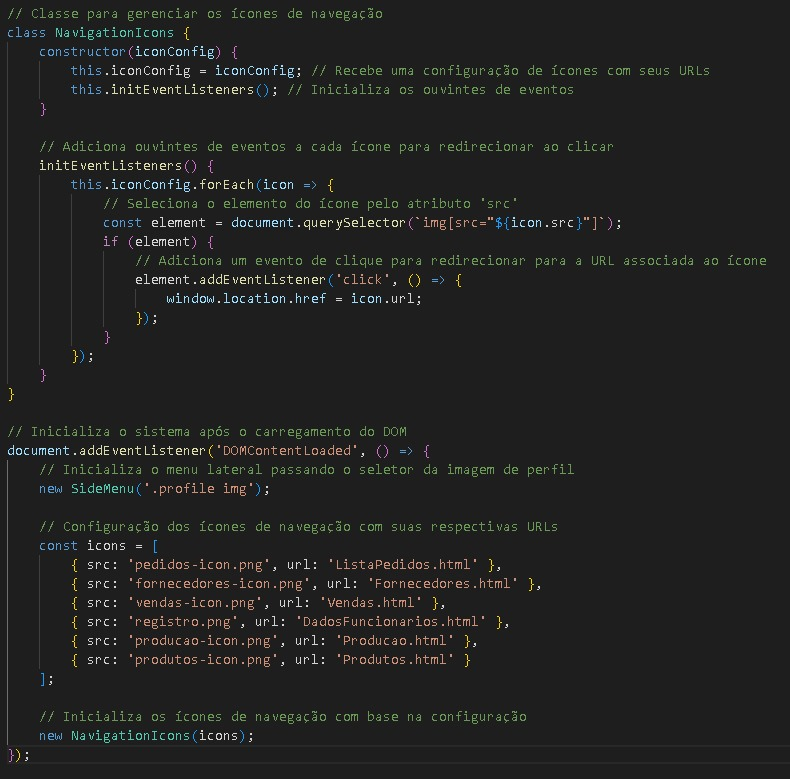 // Classe para gerenciar os ícones de navegação
class NavigationIcons {
    constructor(iconConfig) {
        this.iconConfig = iconConfig; // Recebe uma configuração de ícones com seus URLs
        this.initEventListeners(); // Inicializa os ouvintes de eventos
    }

    // Adiciona ouvintes de eventos a cada ícone para redirecionar ao clicar
    initEventListeners() {
        this.iconConfig.forEach(icon => {
            // Seleciona o elemento do ícone pelo atributo 'src'
            const element = document.querySelector(`img[src="${icon.src}"]`);
            if (element) {
                // Adiciona um evento de clique para redirecionar para a URL associada ao ícone
                element.addEventListener('click', () => {
                    window.location.href = icon.url;
                });
            }
        });
    }
}

// Inicializa o sistema após o carregamento do DOM
document.addEventListener('DOMContentLoaded', () => {
    // Inicializa o menu lateral passando o seletor da imagem de perfil
    new SideMenu('.profile img');

    // Configuração dos ícones de navegação com suas respectivas URLs
    const icons = [
        { src: 'pedidos-icon.png', url: 'ListaPedidos.html' },
        { src: 'fornecedores-icon.png', url: 'Fornecedores.html' },
        { src: 'vendas-icon.png', url: 'Vendas.html' },
        { src: 'registro.png', url: 'DadosFuncionarios.html' },
        { src: 'producao-icon.png', url: 'Producao.html' },
        { src: 'produtos-icon.png', url: 'Produtos.html' }
    ];

    // Inicializa os ícones de navegação com base na configuração
    new NavigationIcons(icons);
});